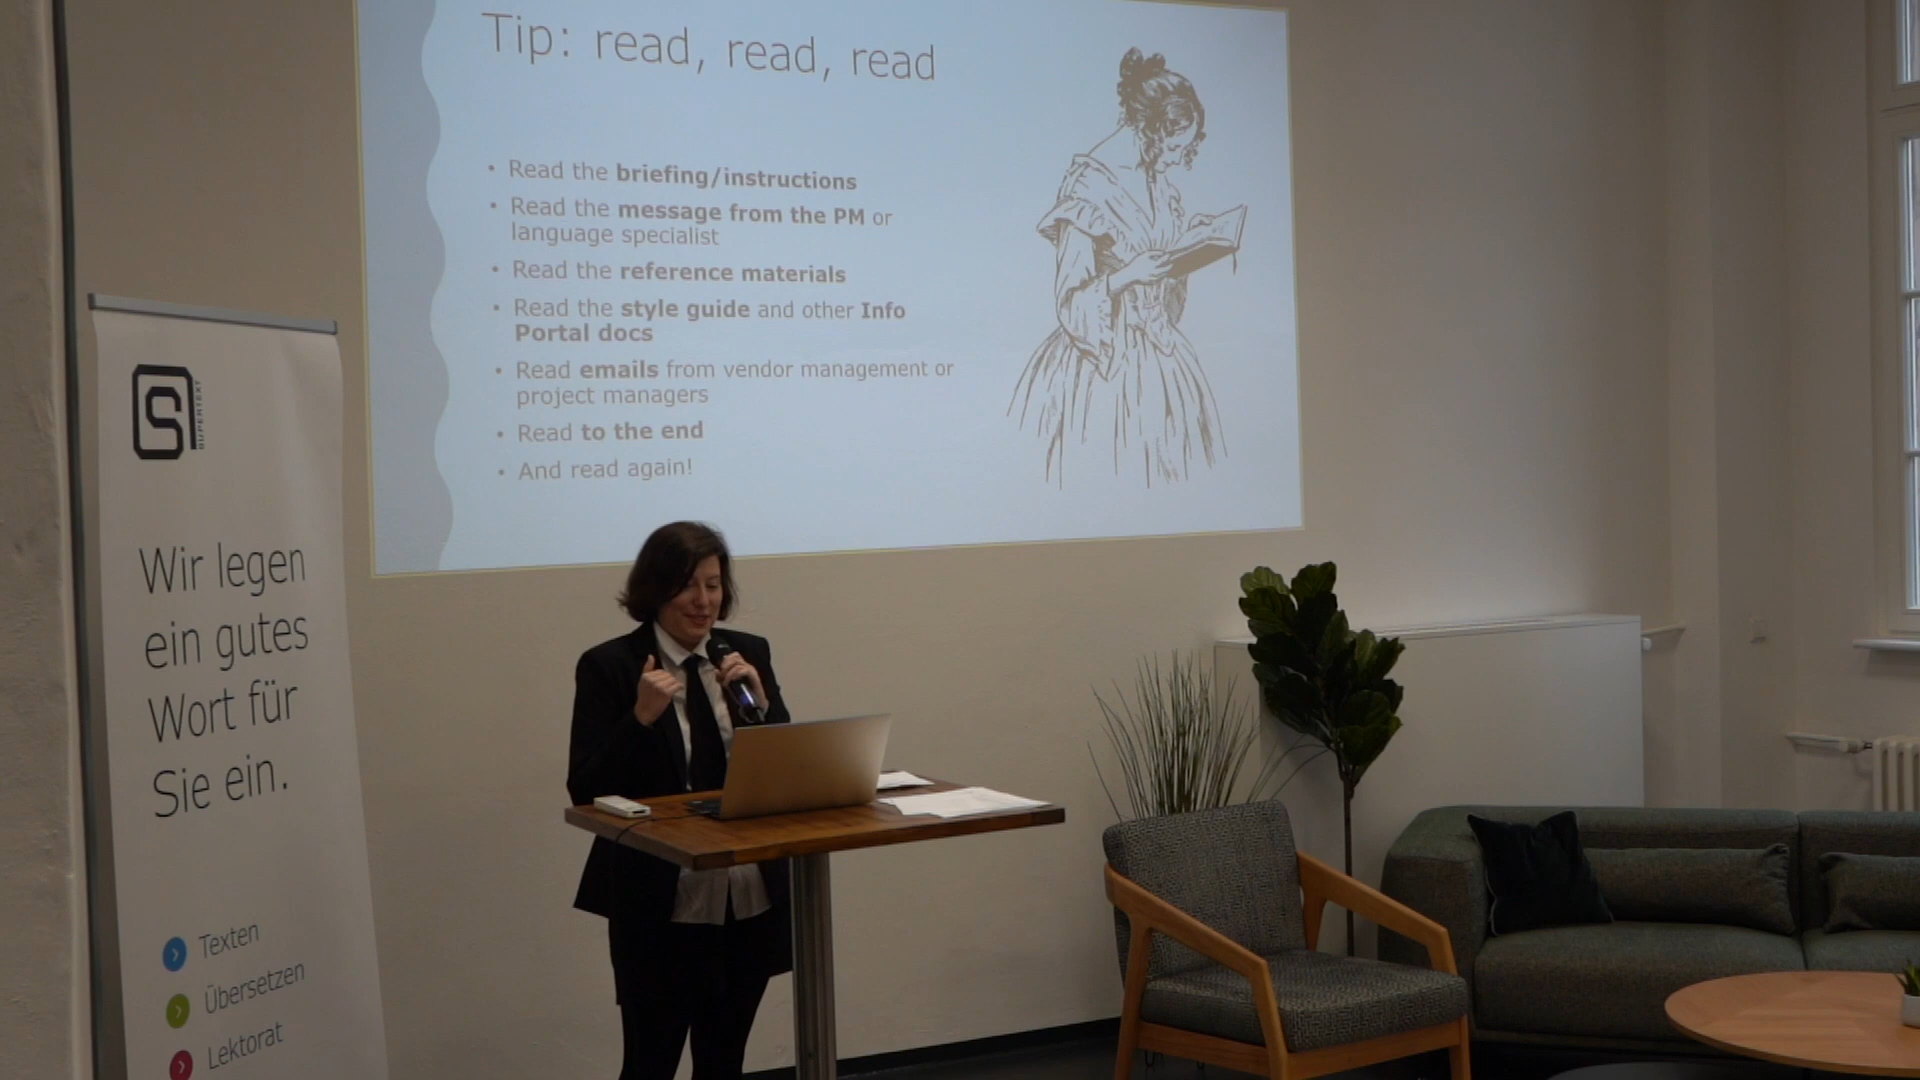 Tip: read, read, read
• Read the briefing/instructions
• Read the message from the PM or
language specialist
• Read the reference materials
• Read the style guide and other Info
Portal docs
• Read emails from vendor management or
project managers
• Read to the end
• And read again!
S
SUPERTEXT
Wir legen
ein gutes
Wort für
Sie ein.
Texten
Übersetzen
Lektorat